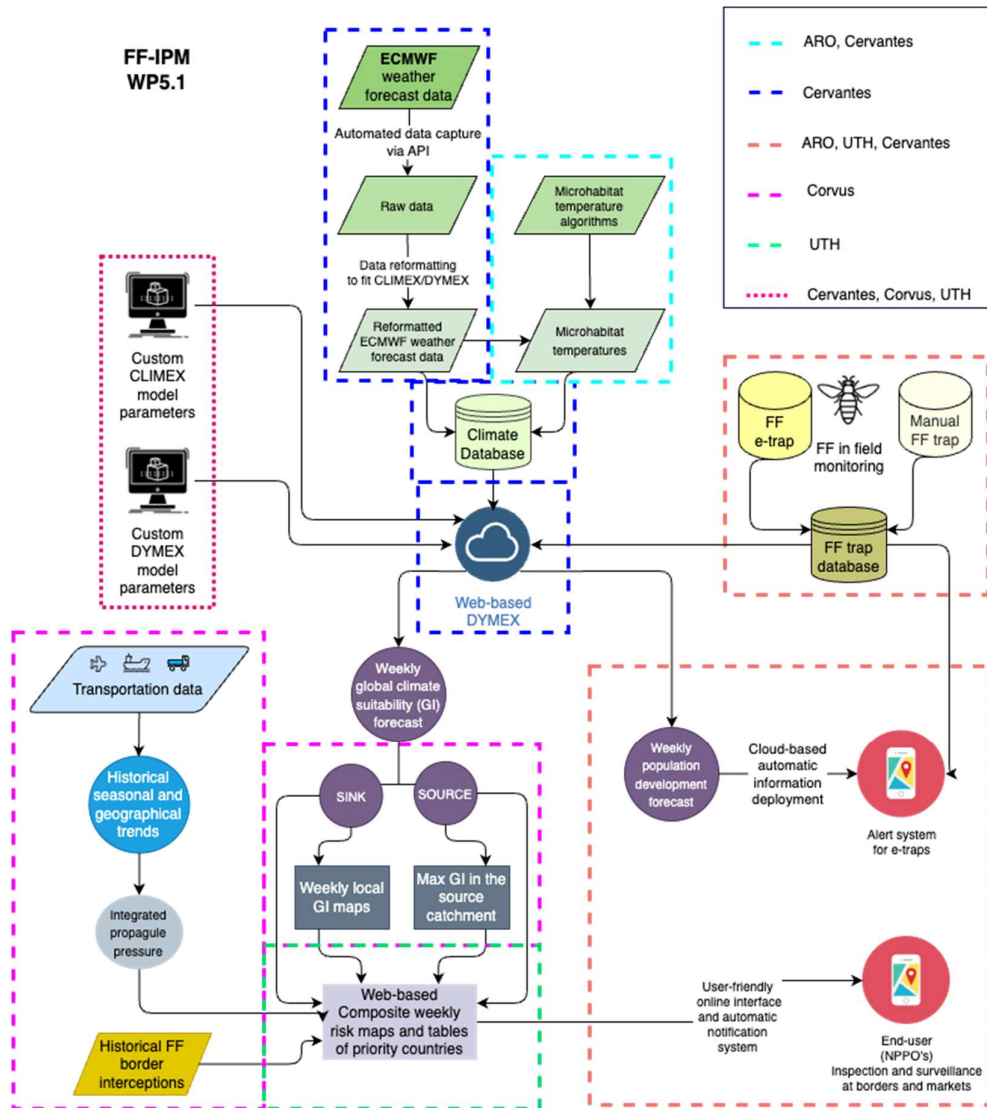 FF-IPM
WP5.1
ECMWF
weather
forecast data
Automated data capture
via API
Raw data
Data reformatting
to fit CLIMEX/DYMEX
Reformatted
ECMWF weather
forecast data
Microhabitat
temperature
algorithms
Microhabitat
temperatures
ARO, Cervantes
Cervantes
ARO, UTH, Cervantes
Corvus
UTH
Cervantes, Corvus, UTH
Custom
CLIMEX
model
parameters
Custom
DYMEX
model
parameters
Climate
Database
Web-based
DYMEX
FF
e-trap
FF in field
monitoring
Manual
FF trap
FF trap
database
Transportation data
Historical
seasonal and
geographical
trends
Integrated
propagule
pressure
Historical FF
border
interceptions
Weekly
global climate
suitability (GI)
forecast
SINK
SOURCE
Weekly local
GI maps
Max GI in the
source
catchment
Web-based
Composite weekly
risk maps and tables
of priority countries
Weekly
population
development
forecast
Cloud-based
automatic
information
deployment
Alert system
for e-traps
User-friendly
online interface
and automatic
notification
system
End-user
(NPPO's)
Inspection and surveillance
at borders and markets